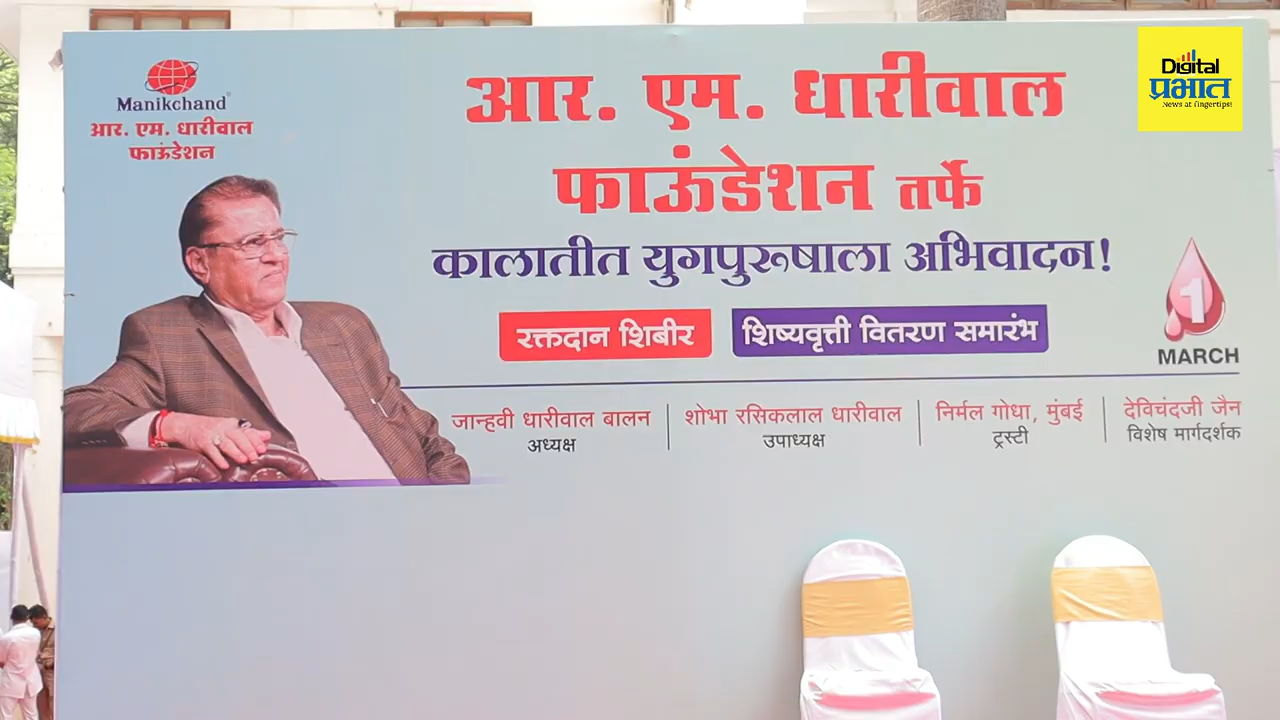 Manikchand
आर. एम. धारीवाल
फाऊंडेशन
आर. एम. धारीवाल
फाऊंडेशन तर्फे
कालातीत युगपुरूषाला अभिवादन!
रक्तदान शिबीर
शिष्यवृत्ती वितरण समारंभ
1
MARCH
जान्हवी धारीवाल बालन
अध्यक्ष
शोभा रसिकलाल धारीवाल
उपाध्यक्ष
निर्मल गोधा, मुंबई
ट्रस्टी
देविचंदजी जैन
विशेष मार्गदर्शक
Digital
प्रभात
News at fingertips!